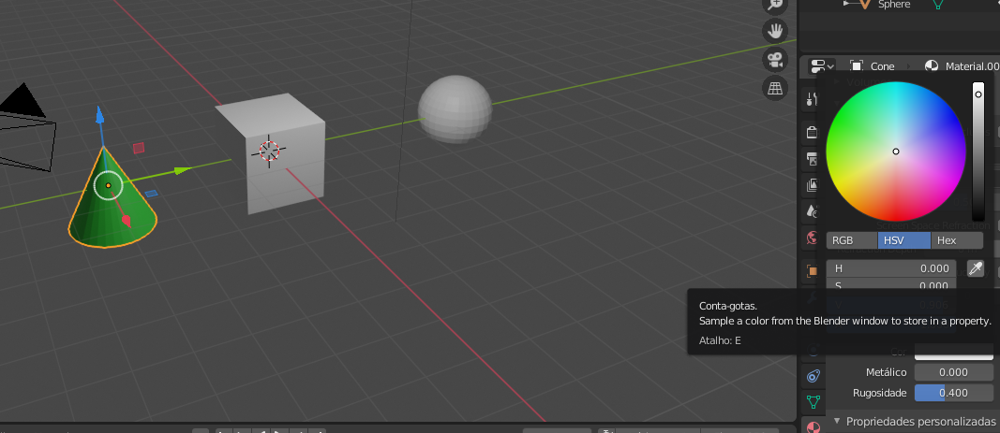 Sphere
Cone
Material.00
RGB
HSV
Hex
H 0.000
S 0.000
Conta-gotas.
Sample a color from the Blender window to store in a property.
Atalho: E
Metálico 0.000
Rugosidade 0.400
Propriedades personalizadas